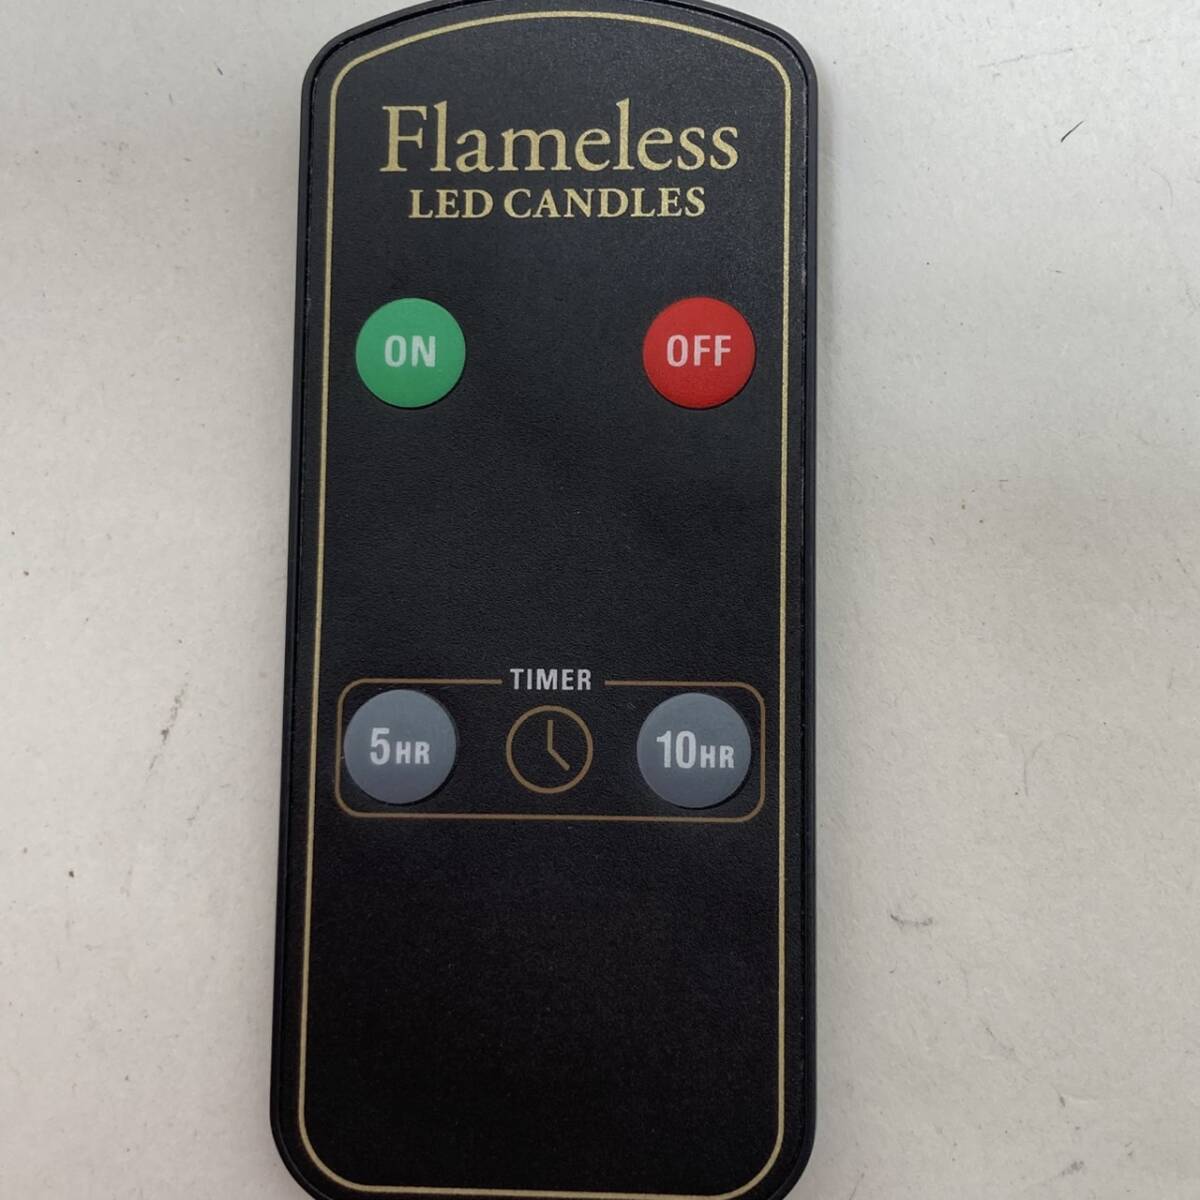 Flameless
LED CANDLES
ON OFF
TIMER
5HR 10HR